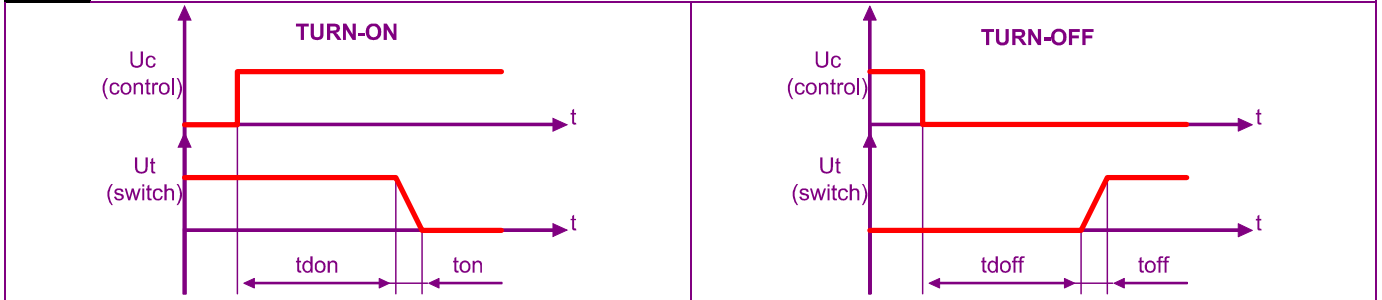 TURN-ON
Uc
(control)
t
Ut
(switch)
t
tdon
ton
TURN-OFF
Uc
(control)
t
Ut
(switch)
t
tdoff
toff